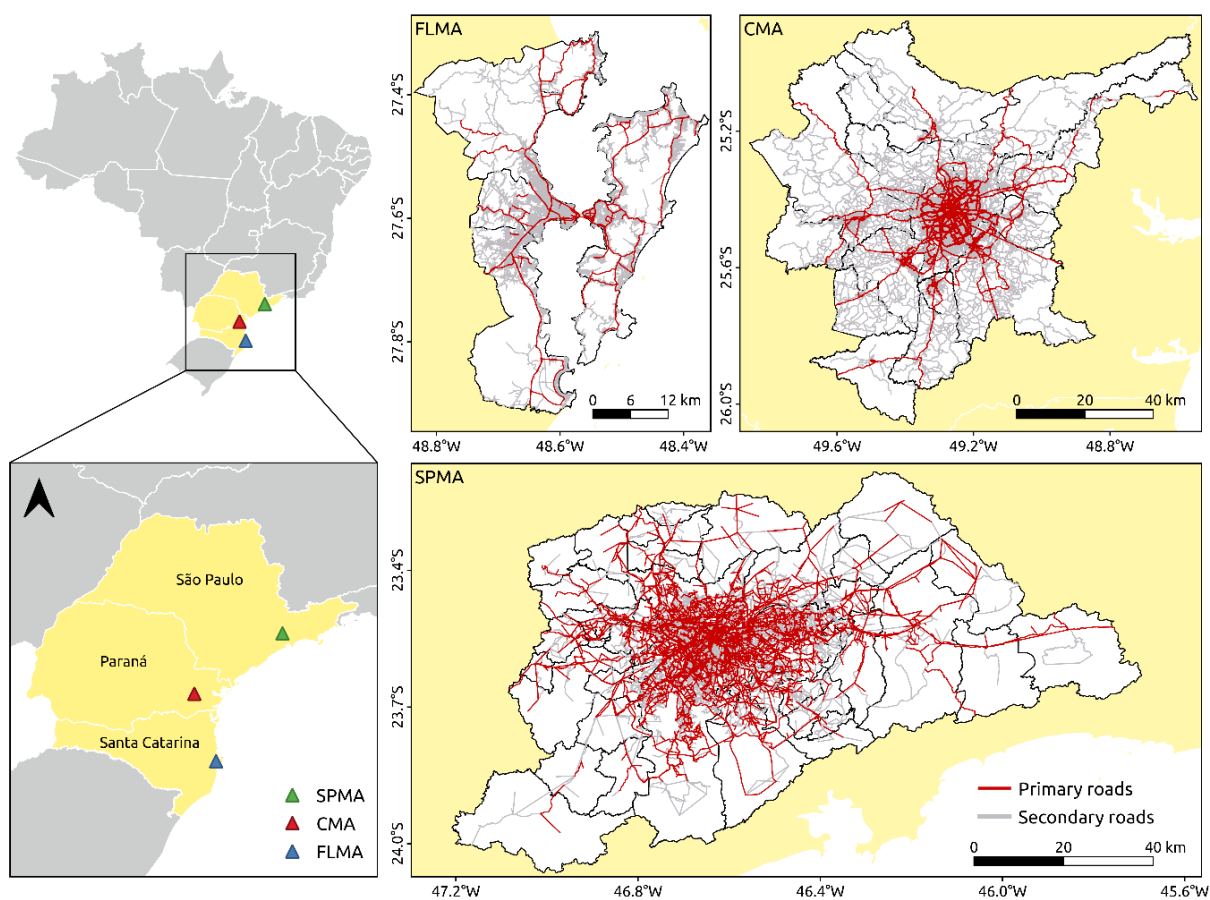 FLMA
27.4°S
27.6°S
27.8°S
0 6 12 km
48.8°W 48.6°W 48.4°W
CMA
25.2°S
25.6°S
26.0°S
0 20 40 km
49.6°W 49.2°W 48.8°W
São Paulo
Paraná
Santa Catarina
SPMA
CMA
FLMA
SPMA
23.4°S
23.7°S
24.0°S
Primary roads
Secondary roads
0 20 40 km
47.2°W 46.8°W 46.4°W 46.0°W 45.6°W